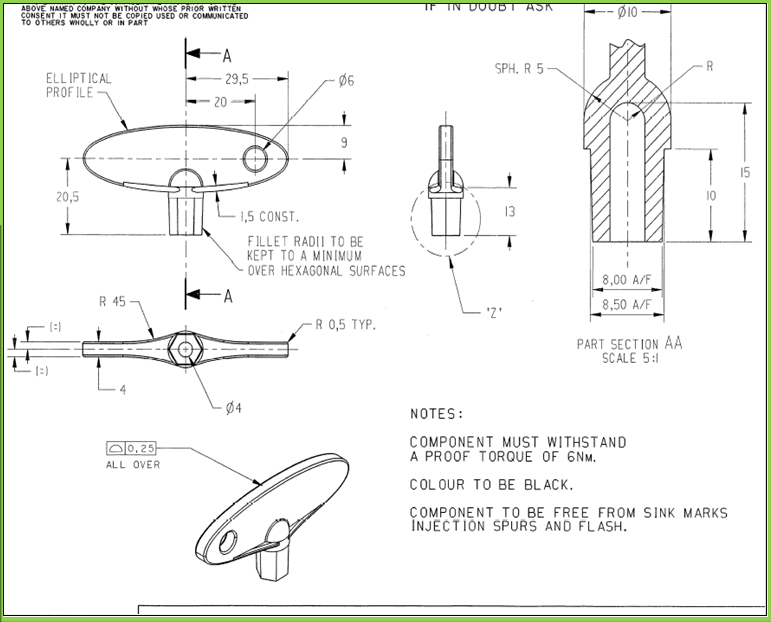 ABOVE NAMED COMPANY WITHOUT WHOSE PRIOR WRITTEN
CONSENT IT MUST NOT BE COPIED USED OR COMMUNICATED
TO OTHERS WHOLLY OR IN PART
IF IN DOUBT ASK
A
29,5
20
Ø6
ELLIPTICAL
PROFILE
9
20,5
1,5 CONST.
FILLET RADII TO BE
KEPT TO A MINIMUM
OVER HEXAGONAL SURFACES
A
13
'Z'
Ø10
SPH. R 5
R
15
10
8,00 A/F
8,50 A/F
PART SECTION AA
SCALE 5:1
R 45
R 0,5 TYP.
(=)
(=)
4
Ø4
0,25
ALL OVER
NOTES:
COMPONENT MUST WITHSTAND
A PROOF TORQUE OF 6NM.
COLOUR TO BE BLACK.
COMPONENT TO BE FREE FROM SINK MARKS
INJECTION SPURS AND FLASH.